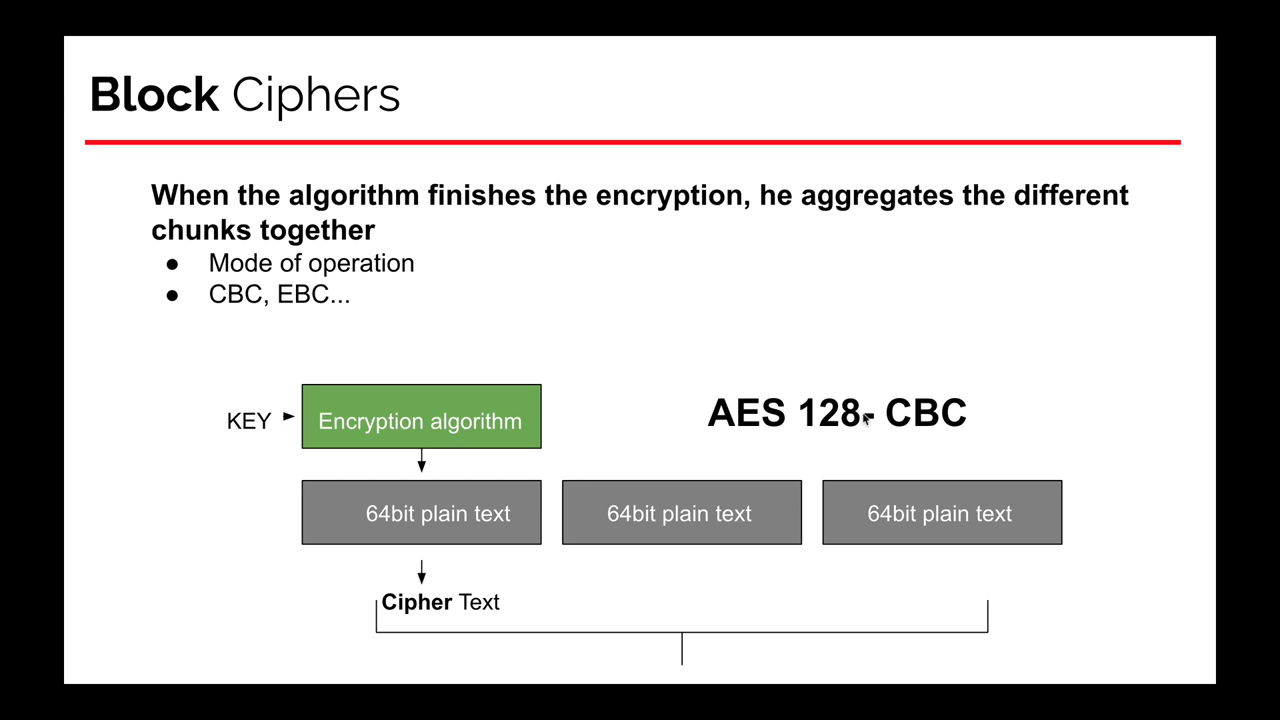 Block Ciphers
When the algorithm finishes the encryption, he aggregates the different
chunks together
● Mode of operation
● CBC, EBC...
KEY
Encryption algorithm
AES 128- CBC
64bit plain text
64bit plain text
64bit plain text
Cipher Text